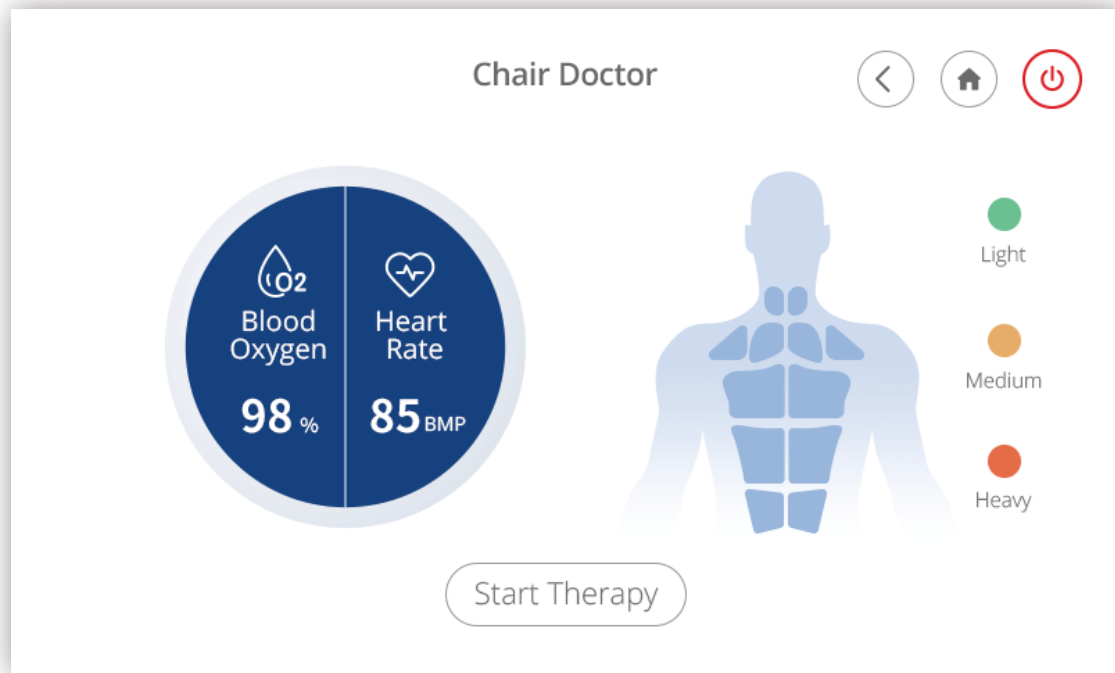 Chair Doctor
O2
Blood
Oxygen
98 %
Heart
Rate
85 BMP
Light
Medium
Heavy
Start Therapy